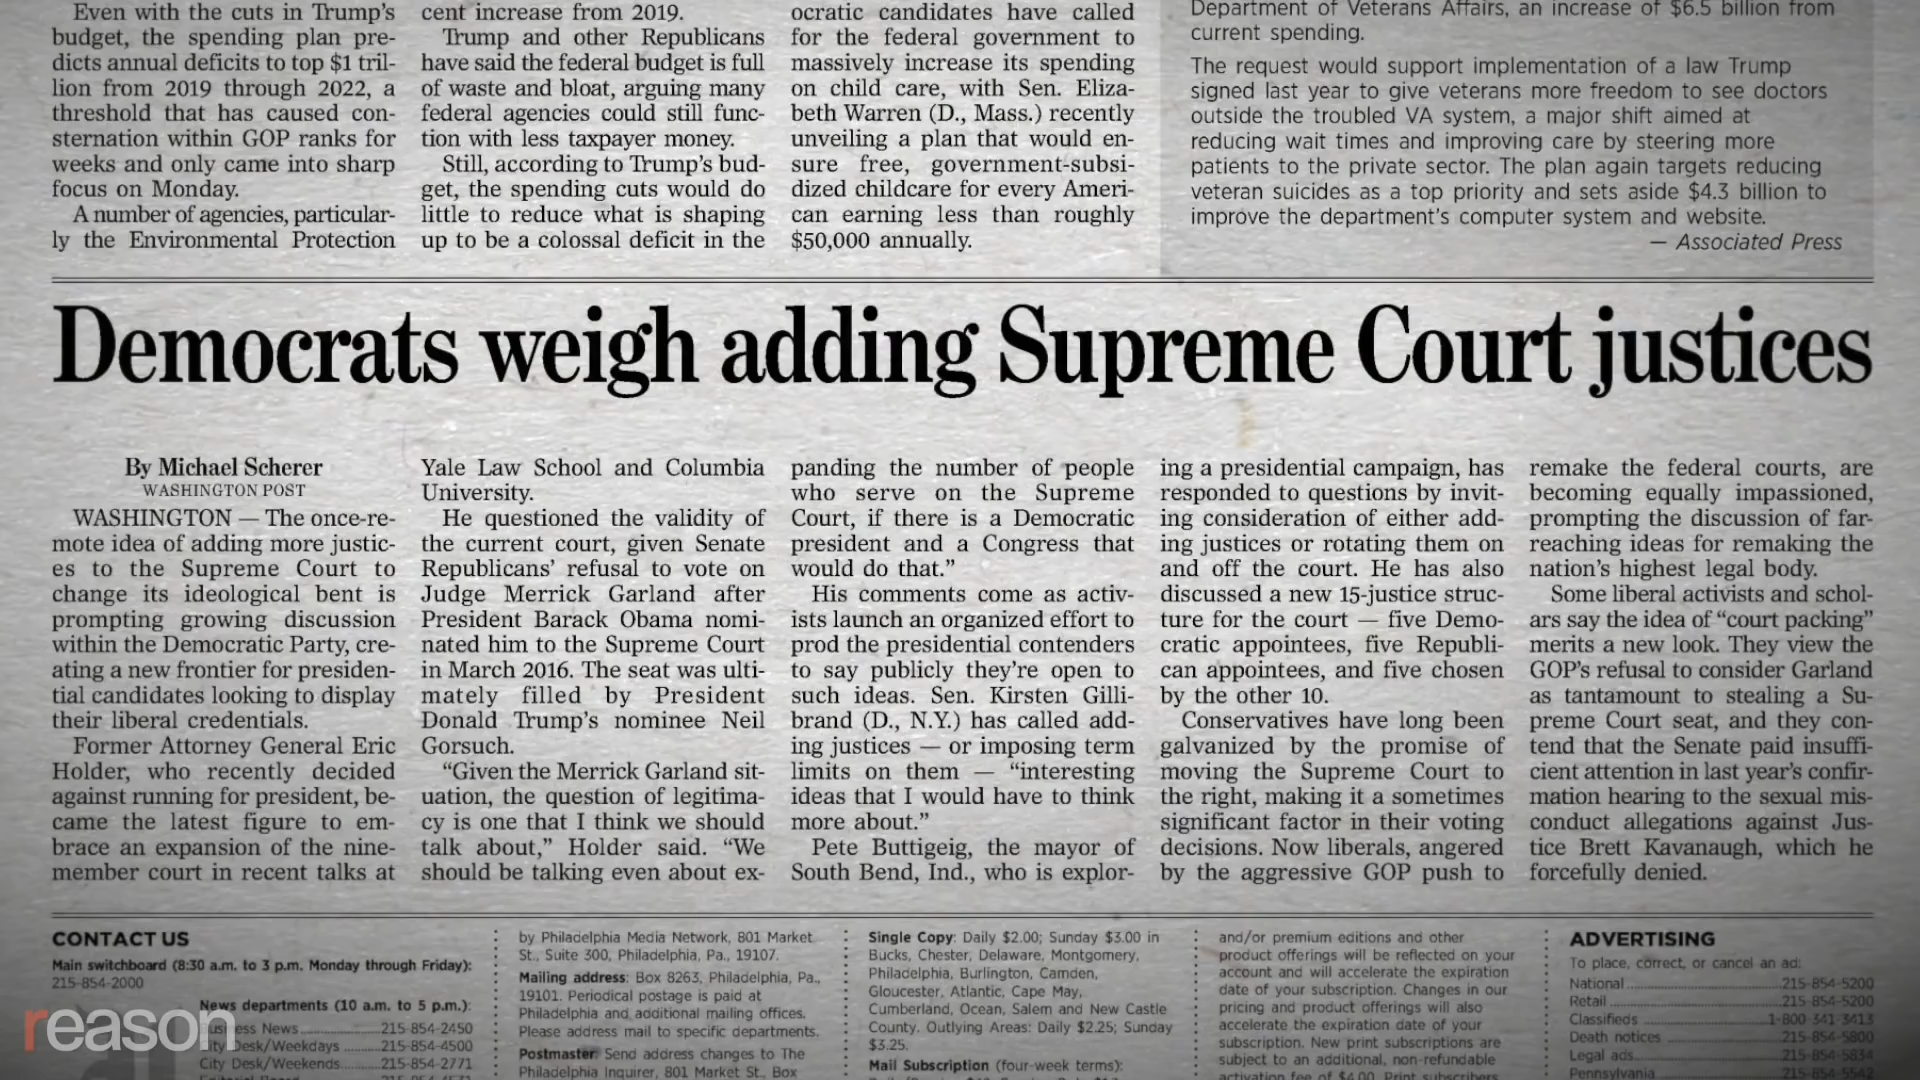 Even with the cuts in Trump's
budget, the spending plan pre-
dicts annual deficits to top $1 tril-
lion from 2019 through 2022, a
threshold that has caused con-
sternation within GOP ranks for
weeks and only came into sharp
focus on Monday.
A number of agencies, particular-
ly the Environmental Protection
cent increase from 2019.
Trump and other Republicans
have said the federal budget is full
of waste and bloat, arguing many
federal agencies could still func-
tion with less taxpayer money.
Still, according to Trump's bud-
get, the spending cuts would do
little to reduce what is shaping
up to be a colossal deficit in the
ocratic candidates have called
for the federal government to
massively increase its spending
on child care, with Sen. Eliza-
beth Warren (D., Mass.) recently
unveiling a plan that would en-
sure free, government-subsi-
dized childcare for every Ameri-
can earning less than roughly
$50,000 annually.
Department of Veterans Affairs, an increase of $6.5 billion from
current spending.
The request would support implementation of a law Trump
signed last year to give veterans more freedom to see doctors
outside the troubled VA system, a major shift aimed at
reducing wait times and improving care by steering more
patients to the private sector. The plan again targets reducing
veteran suicides as a top priority and sets aside $4.3 billion to
improve the department's computer system and website.
— Associated Press
Democrats weigh adding Supreme Court justices
By Michael Scherer
WASHINGTON POST
WASHINGTON — The once-re-
mote idea of adding more justic-
es to the Supreme Court to
change its ideological bent is
prompting growing discussion
within the Democratic Party, cre-
ating a new frontier for presiden-
tial candidates looking to display
their liberal credentials.
Former Attorney General Eric
Holder, who recently decided
against running for president, be-
came the latest figure to em-
brace an expansion of the nine-
member court in recent talks at
Yale Law School and Columbia
University.
He questioned the validity of
the current court, given Senate
Republicans' refusal to vote on
Judge Merrick Garland after
President Barack Obama nomi-
nated him to the Supreme Court
in March 2016. The seat was ulti-
mately filled by President
Donald Trump's nominee Neil
Gorsuch.
"Given the Merrick Garland sit-
uation, the question of legitima-
cy is one that I think we should
talk about," Holder said. "We
should be talking even about ex-
panding the number of people
who serve on the Supreme
Court, if there is a Democratic
president and a Congress that
would do that."
His comments come as activ-
ists launch an organized effort to
prod the presidential contenders
to say publicly they're open to
such ideas. Sen. Kirsten Gilli-
brand (D., N.Y.) has called add-
ing justices — or imposing term
limits on them — "interesting
ideas that I would have to think
more about."
Pete Buttigeig, the mayor of
South Bend, Ind., who is explor-
ing a presidential campaign, has
responded to questions by invit-
ing consideration of either add-
ing justices or rotating them on
and off the court. He has also
discussed a new 15-justice struc-
ture for the court — five Demo-
cratic appointees, five Republi-
can appointees, and five chosen
by the other 10.
Conservatives have long been
galvanized by the promise of
moving the Supreme Court to
the right, making it a sometimes
significant factor in their voting
decisions. Now liberals, angered
by the aggressive GOP push to
remake the federal courts, are
becoming equally impassioned,
prompting the discussion of far-
reaching ideas for remaking the
nation's highest legal body.
Some liberal activists and schol-
ars say the idea of "court packing"
merits a new look. They view the
GOP's refusal to consider Garland
as tantamount to stealing a Su-
preme Court seat, and they con-
tend that the Senate paid insuffi-
cient attention in last year's confir-
mation hearing to the sexual mis-
conduct allegations against Jus-
tice Brett Kavanaugh, which he
forcefully denied.
CONTACT US
Main switchboard (8:30 a.m. to 3 p.m. Monday through Friday):
215-854-2000
News departments (10 a.m. to 5 p.m.):
Business News 215-854-2450
City Desk/Weekdays 215-854-4500
City Desk/Weekends 215-854-2771
reason
by Philadelphia Media Network, 801 Market
St., Suite 300, Philadelphia, Pa., 19107.
Mailing address: Box 8263, Philadelphia, Pa.,
19101. Periodical postage is paid at
Philadelphia and additional mailing offices.
Please address mail to specific departments.
Postmaster: Send address changes to The
Philadelphia Inquirer, 801 Market St., Box
Single Copy: Daily $2.00; Sunday $3.00 in
Bucks, Chester, Delaware, Montgomery,
Philadelphia, Burlington, Camden,
Gloucester, Atlantic, Cape May,
Cumberland, Ocean, Salem and New Castle
County. Outlying Areas: Daily $2.25; Sunday
$3.25.
Mail Subscription (four-week terms):
and/or premium editions and other
product offerings will be reflected on your
account and will accelerate the expiration
date of your subscription. Changes in our
pricing and product offerings will also
accelerate the expiration date of your
subscription. New print subscriptions are
subject to an additional, non-refundable
activation fee of $4.00. Print subscribers
ADVERTISING
To place, correct, or cancel an ad:
National 215-854-5200
Retail 215-854-5200
Classifieds 1-800-341-3413
Death notices 215-854-5800
Legal ads 215-854-5834
Pennsylvania 215-854-5542